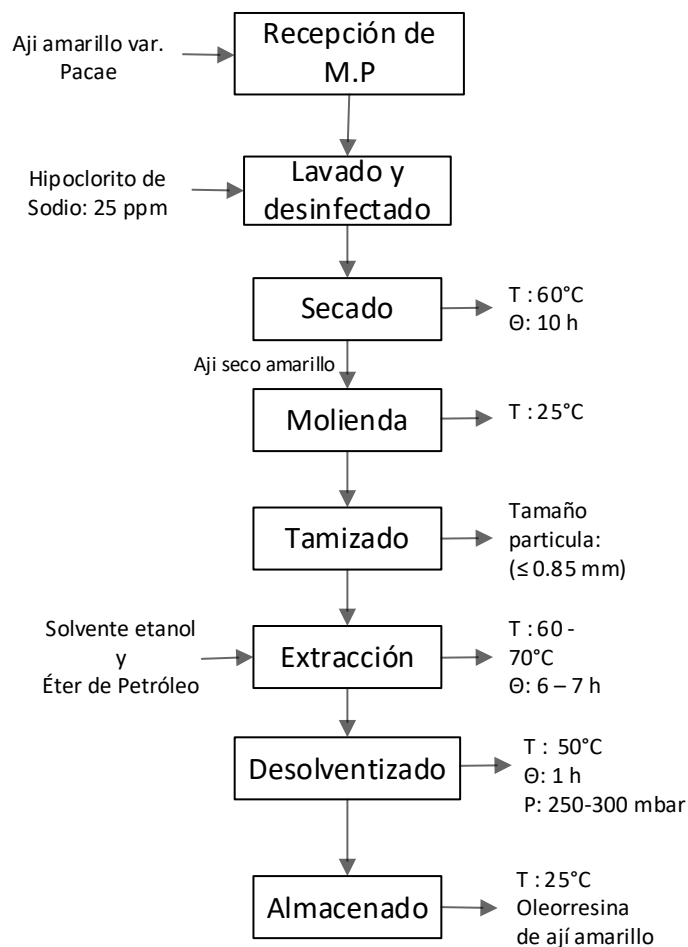 Aji amarillo var.
Pacae
Recepción de
M.P
Hipoclorito de
Sodio: 25 ppm
Lavado y
desinfectado
Secado
T : 60°C
Θ: 10 h
Aji seco amarillo
Molienda
T : 25°C
Tamizado
Tamaño
particula:
(≤ 0.85 mm)
Solvente etanol
y
Éter de Petróleo
Extracción
T : 60 -
70°C
Θ: 6 – 7 h
Desolventizado
T : 50°C
Θ: 1 h
P: 250-300 mbar
Almacenado
T : 25°C
Oleorresina
de ají amarillo